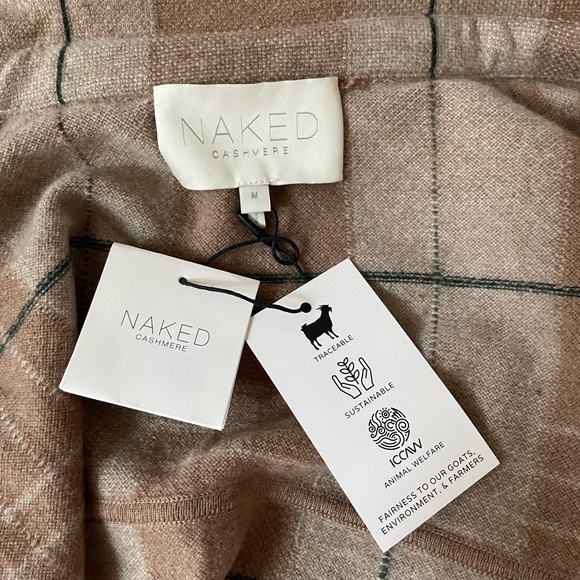 NAKED
CASHMERE
M
NAKED
CASHMERE
TRACEABLE
SUSTAINABLE
ICCAW
ANIMAL WELFARE
FAIRNESS TO OUR GOATS,
ENVIRONMENT, & FARMERS